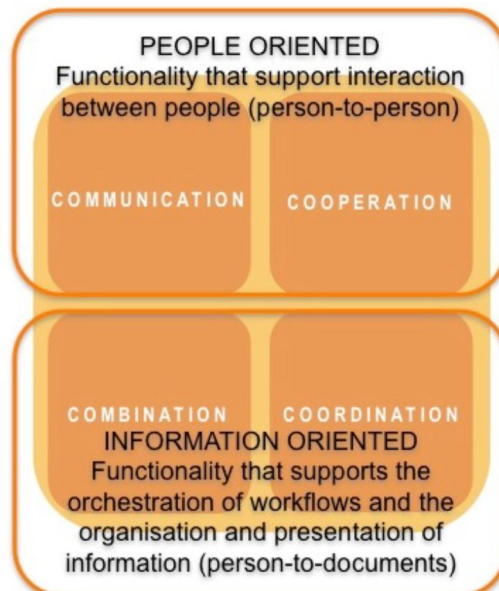 PEOPLE ORIENTED
Functionality that support interaction
between people (person-to-person)
COMMUNICATION
COOPERATION
COMBINATION
COORDINATION
INFORMATION ORIENTED
Functionality that supports the
orchestration of workflows and the
organisation and presentation of
information (person-to-documents)